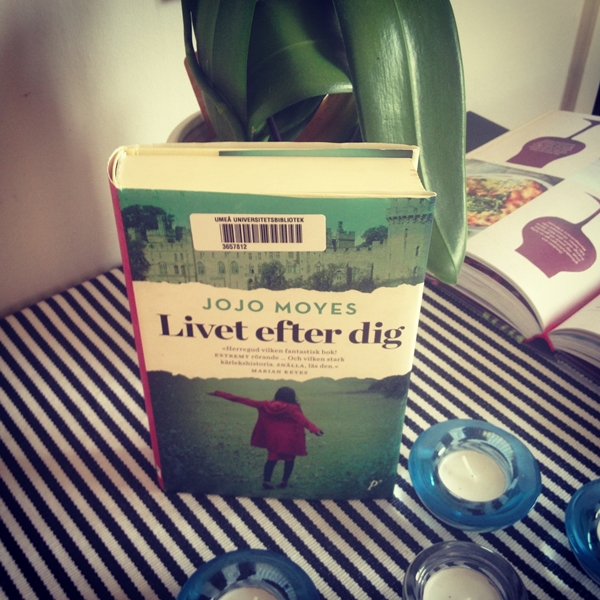 UMEÅ UNIVERSITETSBIBLIOTEK
3657812
JOJO MOYES
Livet efter dig
»Herregud vilken fantastisk bok!
EXTREMT rörande ... Och vilken stark
kärlekshistoria. SNÄLLA, läs den.«
MARIAN KEYES
P